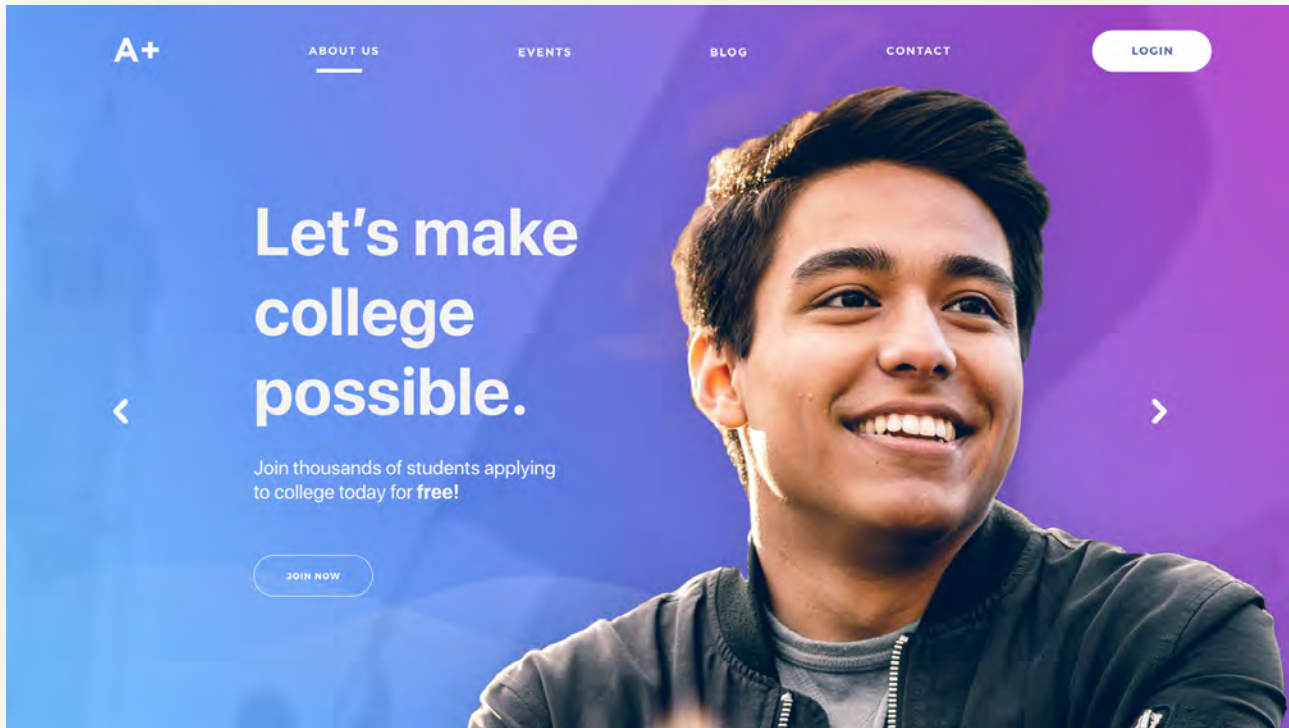 A+
ABOUT US
EVENTS
BLOG
CONTACT
LOGIN
Let's make
college
possible.
Join thousands of students applying
to college today for free!
JOIN NOW